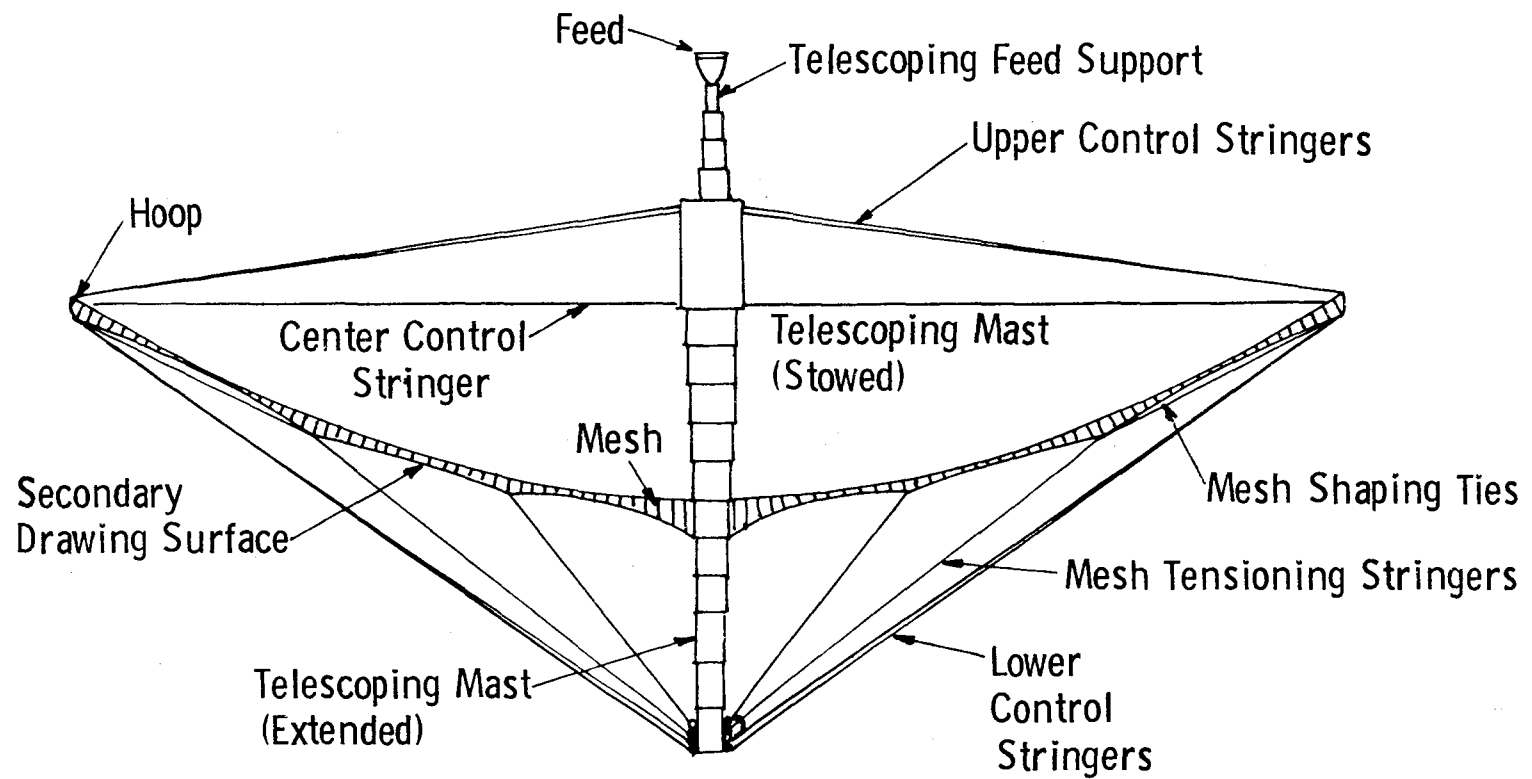 Feed
Telescoping Feed Support
Upper Control Stringers
Hoop
Center Control
Stringer
Telescoping Mast
(Stowed)
Mesh
Secondary
Drawing Surface
Mesh Shaping Ties
Mesh Tensioning Stringers
Lower
Control
Stringers
Telescoping Mast
(Extended)